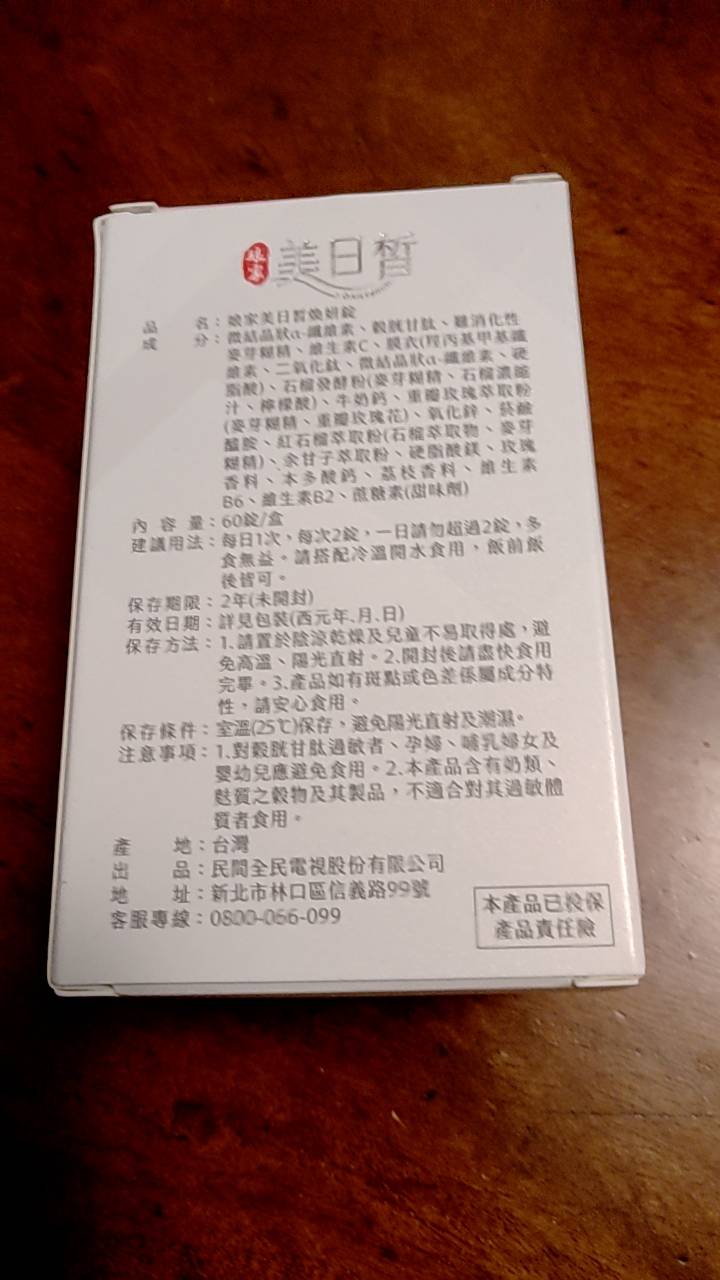 娘家 美日皙
品名：娘家美日皙煥妍錠
成分：微結晶狀α-纖維素、穀胱甘肽、難消化性
麥芽糊精、維生素C、膜衣(羥丙基甲基纖
維素、二氧化鈦、微結晶狀α-纖維素、硬
脂酸)、石榴發酵粉(麥芽糊精、石榴濃縮
汁、檸檬酸)、牛奶鈣、重瓣玫瑰萃取粉
(麥芽糊精、重瓣玫瑰花)、氧化鋅、菸鹼
醯胺、紅石榴萃取粉(石榴萃取物、麥芽
糊精)、余甘子萃取粉、硬脂酸鎂、玫瑰
香料、本多酸鈣、荔枝香料、維生素
B6、維生素B2、蔗糖素(甜味劑)
內容量：60錠/盒
建議用法：每日1次，每次2錠，一日請勿超過2錠，多
食無益。請搭配冷溫開水食用，飯前飯
後皆可。
保存期限：2年(未開封)
有效日期：詳見包裝(西元年.月.日)
保存方法：1.請置於陰涼乾燥及兒童不易取得處，避
免高溫、陽光直射。2.開封後請盡快食用
完畢。3.產品如有斑點或色差係屬成分特
性，請安心食用。
保存條件：室溫(25℃)保存，避免陽光直射及潮濕。
注意事項：1.對穀胱甘肽過敏者、孕婦、哺乳婦女及
嬰幼兒應避免食用。2.本產品含有奶類、
麩質之穀物及其製品，不適合對其過敏體
質者食用。
產地：台灣
出品：民間全民電視股份有限公司
地址：新北市林口區信義路99號
客服專線：0800-066-099
本產品已投保
產品責任險